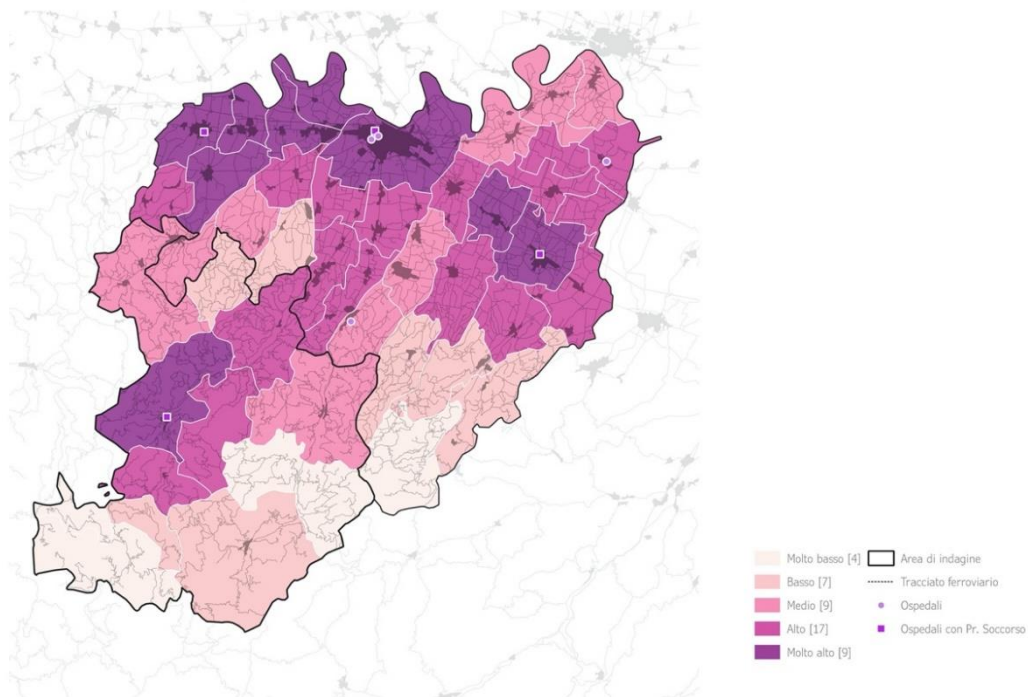 Molto basso [4]
Basso [7]
Medio [9]
Alto [17]
Molto alto [9]
Area di indagine
Tracciato ferroviario
Ospedali
Ospedali con Pr. Soccorso